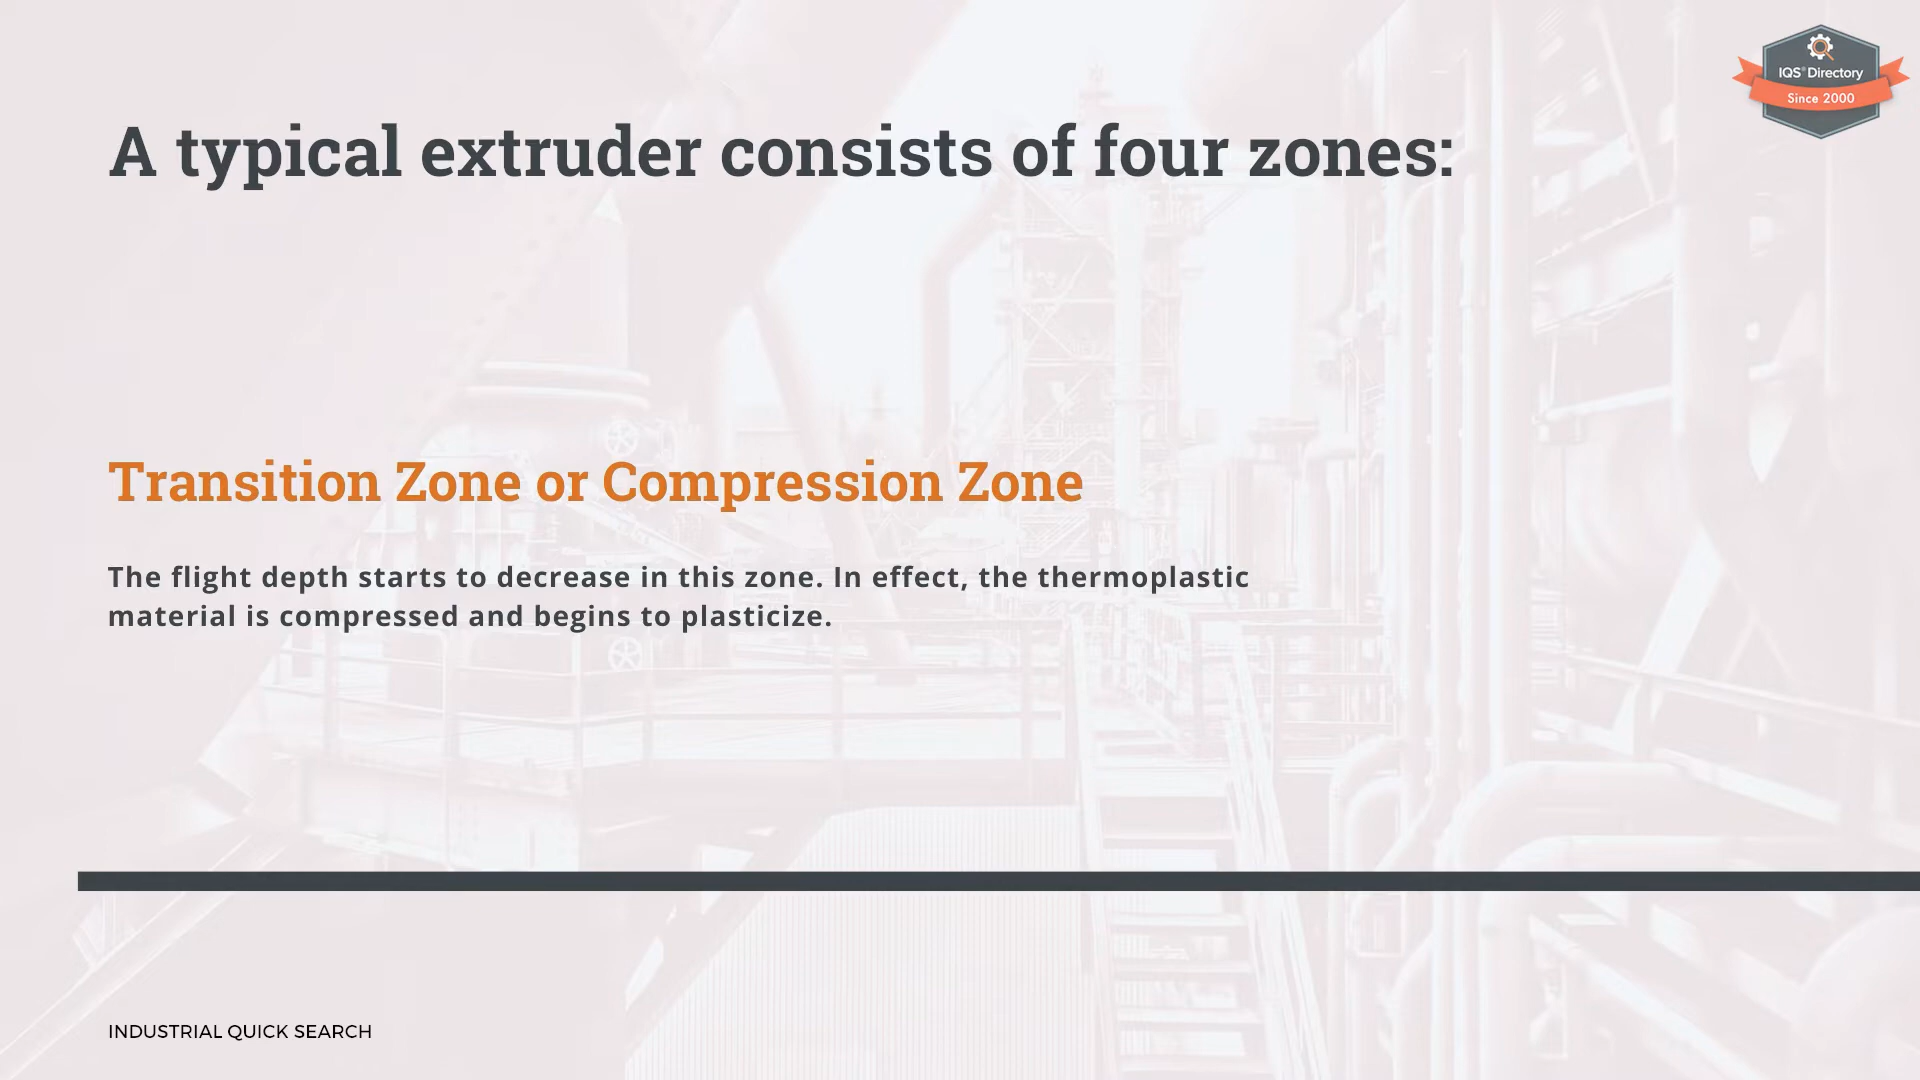 IQS® Directory
Since 2000
A typical extruder consists of four zones:
Transition Zone or Compression Zone
The flight depth starts to decrease in this zone. In effect, the thermoplastic
material is compressed and begins to plasticize.
INDUSTRIAL QUICK SEARCH